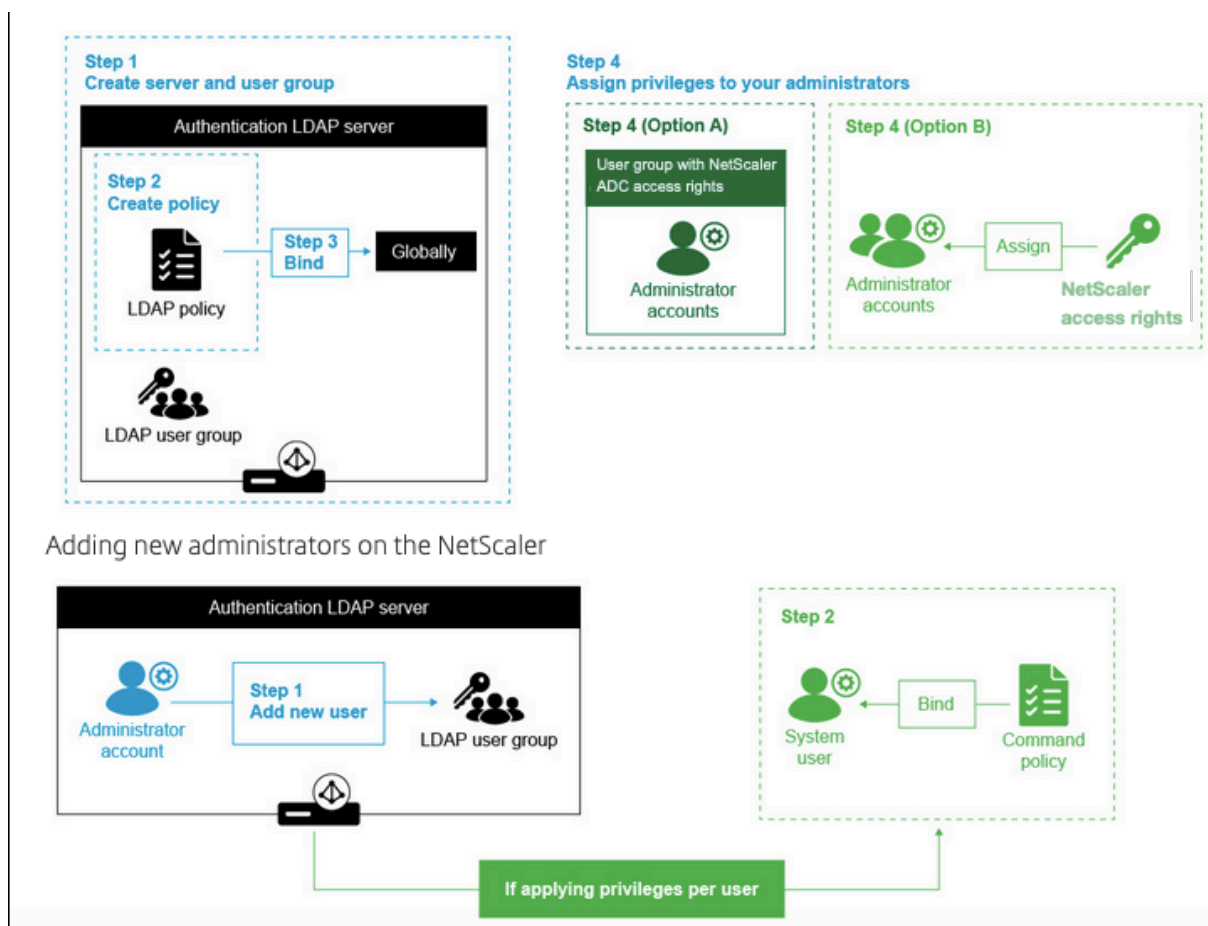 Step 1
Create server and user group
Authentication LDAP server
Step 2
Create policy
LDAP policy
Step 3
Bind
Globally
LDAP user group
Step 4
Assign privileges to your administrators
Step 4 (Option A)
User group with NetScaler
ADC access rights
Administrator
accounts
Step 4 (Option B)
Administrator
accounts
Assign
NetScaler
access rights
Adding new administrators on the NetScaler
Authentication LDAP server
Administrator
account
Step 1
Add new user
LDAP user group
Step 2
System
user
Bind
Command
policy
If applying privileges per user